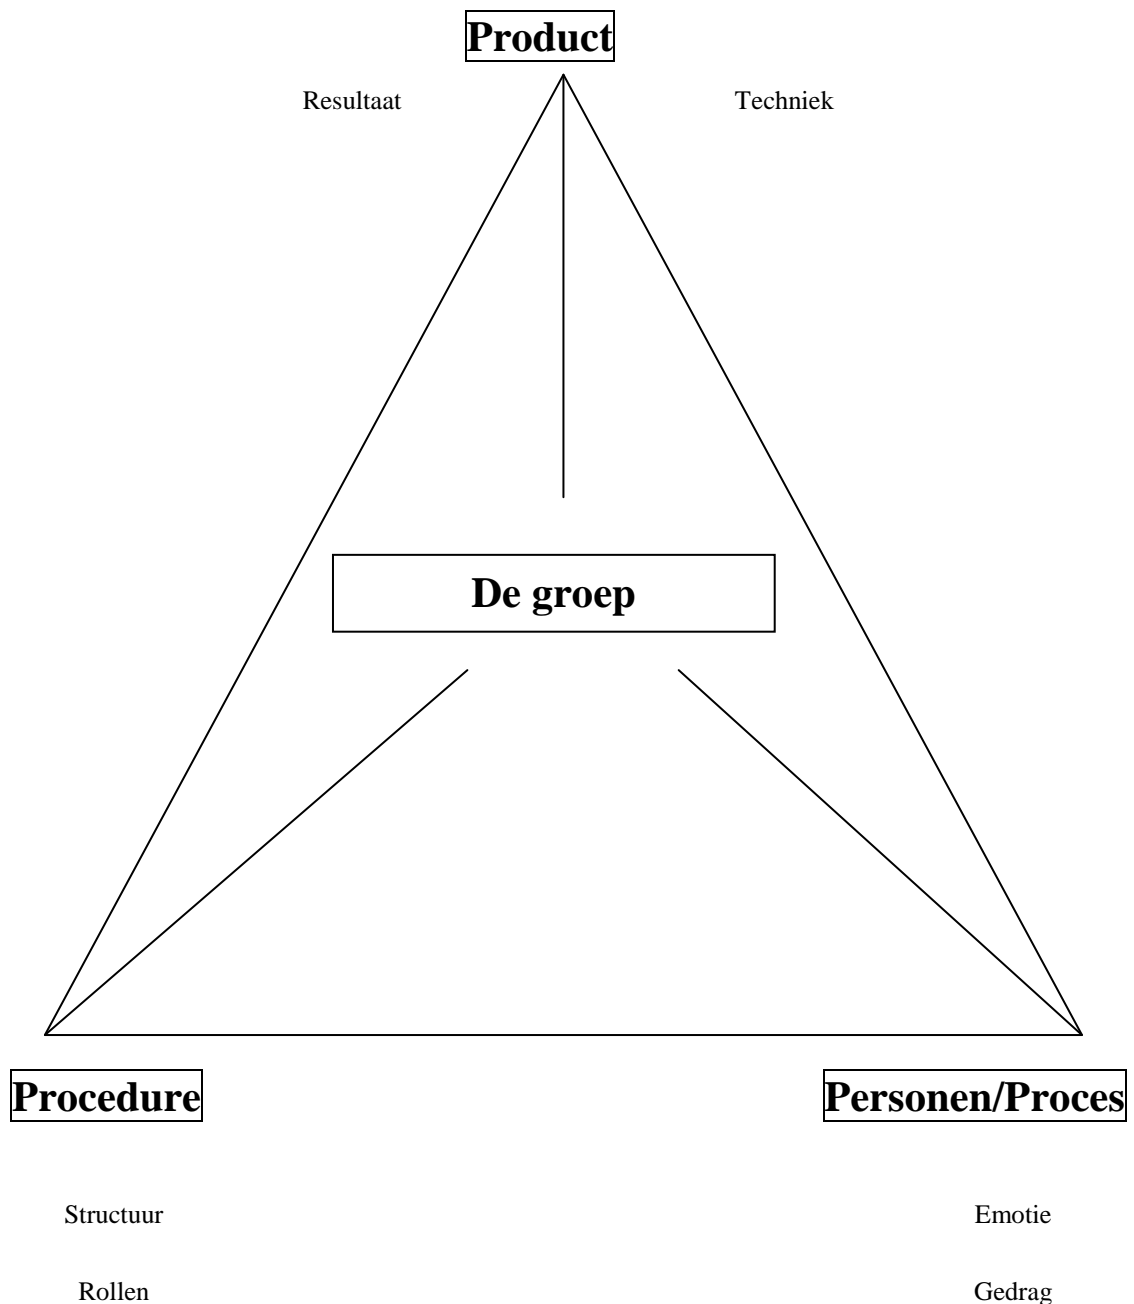 Product
Resultaat Techniek
De groep
Procedure Personen/Proces
Structuur Emotie
Rollen Gedrag